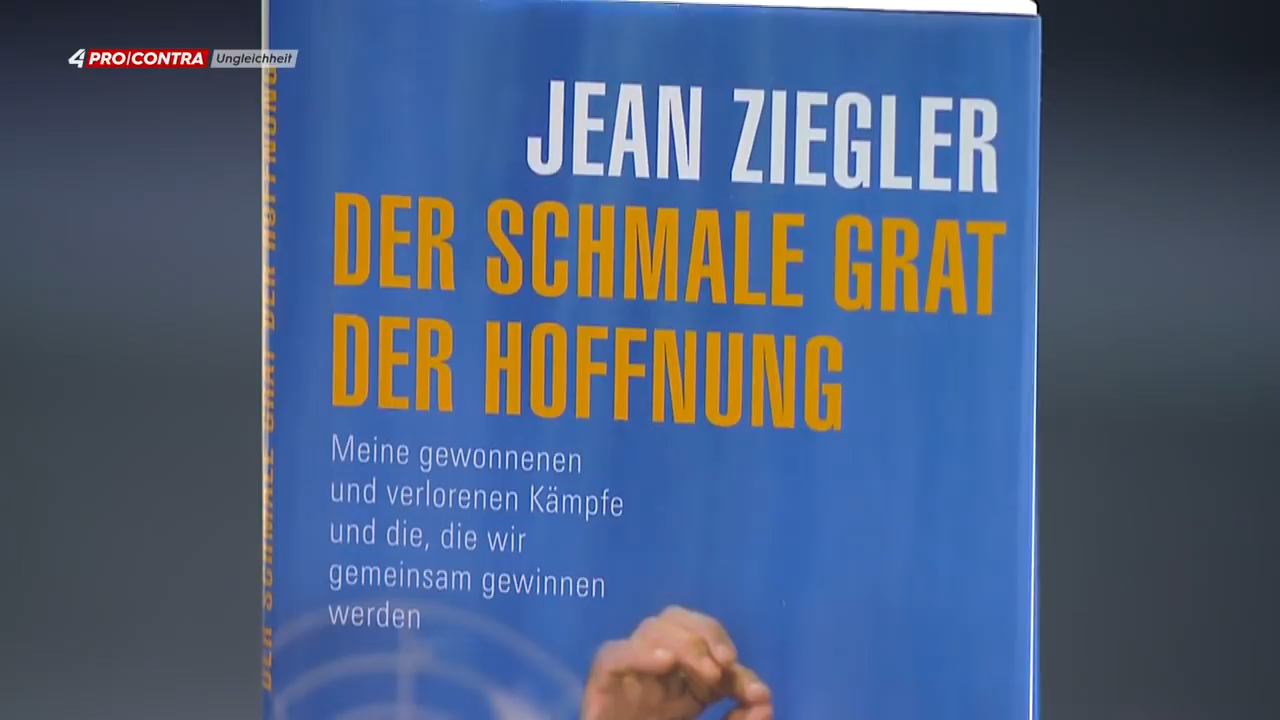 4 PRO|CONTRA Ungleichheit
JEAN ZIEGLER
DER SCHMALE GRAT
DER HOFFNUNG
Meine gewonnenen
und verlorenen Kämpfe
und die, die wir
gemeinsam gewinnen
werden
DER SCHMALE GRAT DER HOFFNUNG